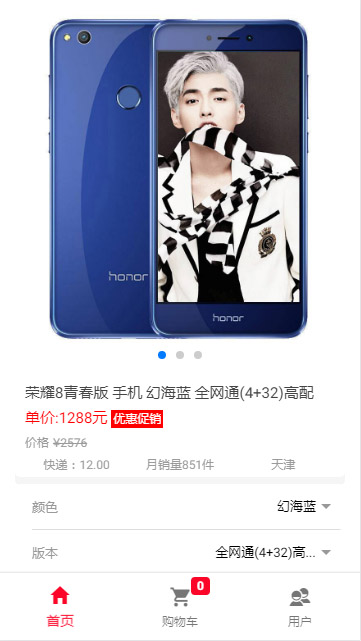 honor
honor
荣耀8青春版 手机 幻海蓝 全网通(4+32)高配
单价:1288元 优惠促销
价格 ¥2576
快递：12.00 月销量851件 天津
颜色 幻海蓝
版本 全网通(4+32)高...
0
首页 购物车 用户